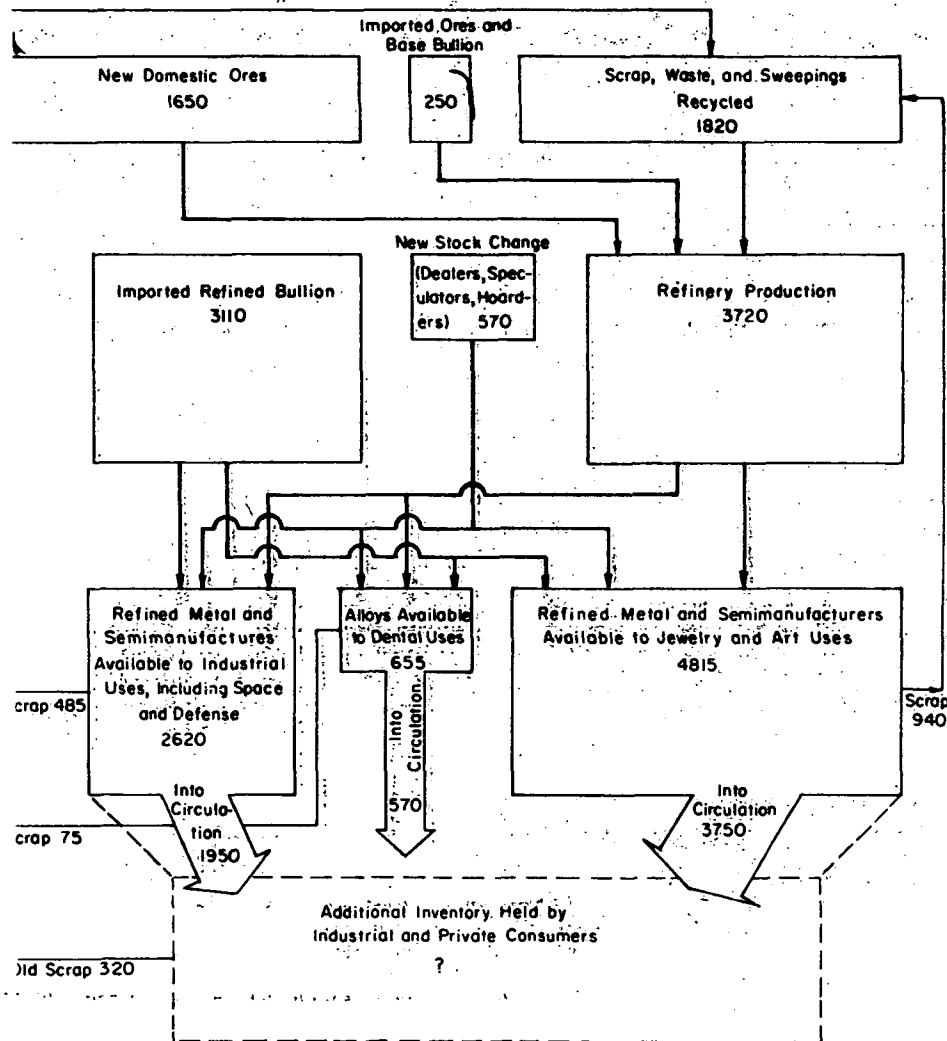 Imported Ores and
Base Bullion
New Domestic Ores
1650
250
Scrap, Waste, and Sweepings
Recycled
1820
New Stock Change
Imported Refined Bullion
3110
(Dealers, Spec-
ulators, Hoard-
ers) 570
Refinery Production
3720
Refined Metal and
Semimanufactures
Available to Industrial
Uses, Including Space
and Defense
2620
Alloys Available
to Dental Uses
655
Refined Metal and Semimanufacturers
Available to Jewelry and Art Uses
4815
crap 485
Scrap
940
Into
Circulation
570
Into
Circula-
tion
1950
Into
Circulation
3750
crap 75
Additional Inventory Held by
Industrial and Private Consumers
?
Old Scrap 320